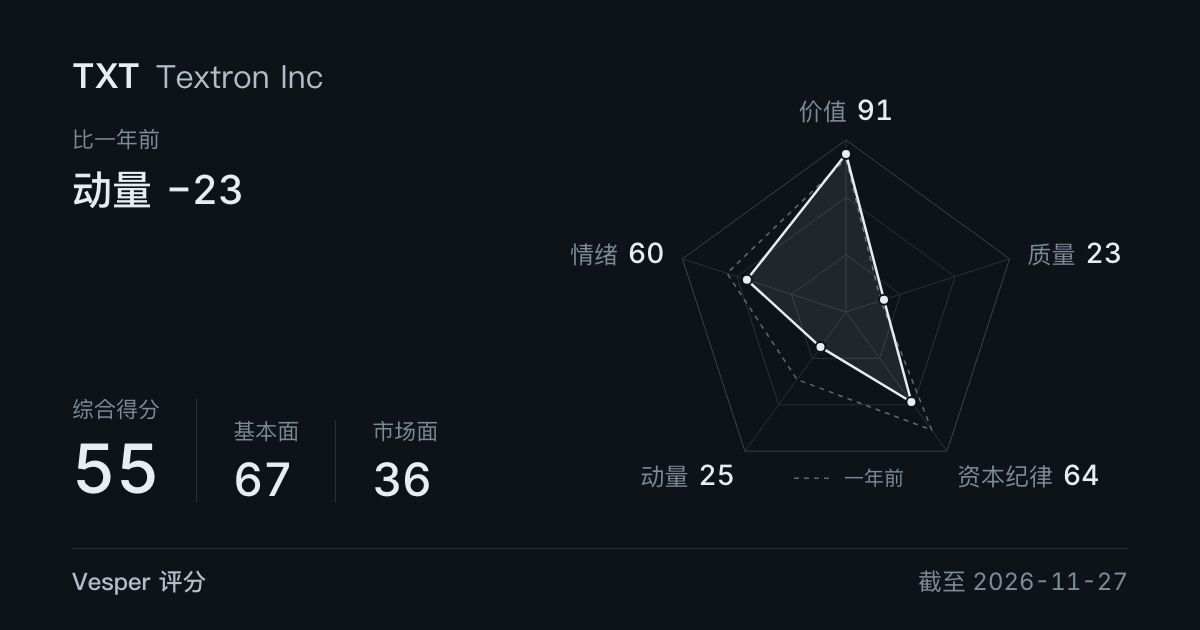 TXT Textron Inc
比一年前
动量 −23
价值 91
情绪 60
质量 23
动量 25
一年前
资本纪律 64
综合得分
55
基本面
67
市场面
36
Vesper 评分
截至 2026-11-27